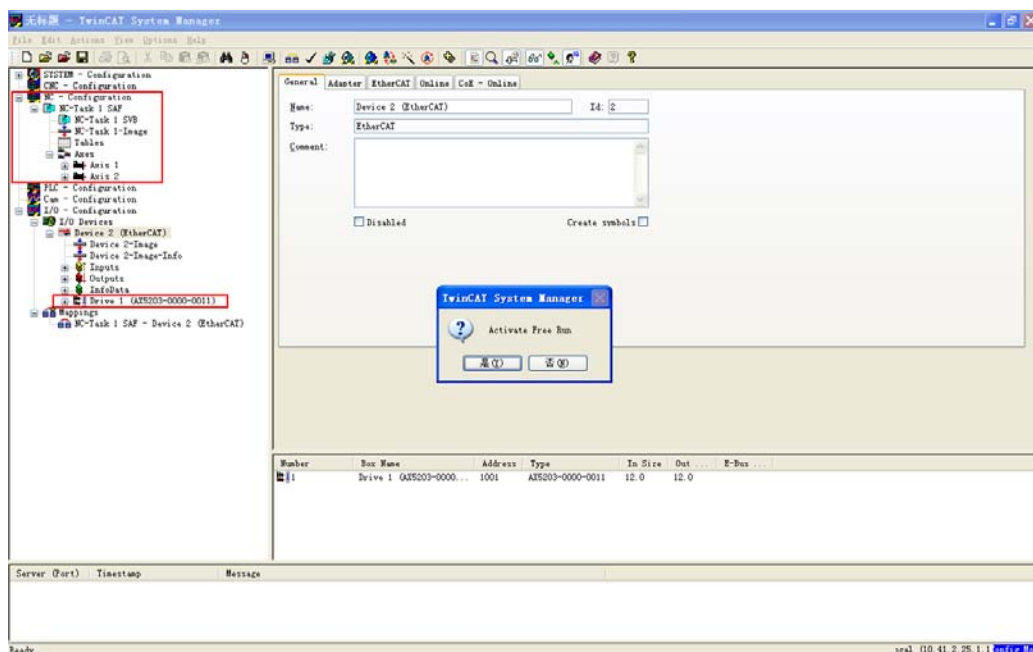 无标题 - TwinCAT System Manager
File Edit Actions View Options Help
SYSTEM - Configuration
CNC - Configuration
NC - Configuration
NC-Task 1 SAF
NC-Task 1 SVB
NC-Task 1-Image
Tables
Axes
Axis 1
Axis 2
PLC - Configuration
Cam - Configuration
I/O - Configuration
I/O Devices
Device 2 (EtherCAT)
Device 2-Image
Device 2-Image-Info
Inputs
Outputs
InfoData
Drive 1 (AX5203-0000-0011)
Mappings
NC-Task 1 SAF - Device 2 (EtherCAT)
General Adapter EtherCAT Online CoE - Online
Name: Device 2 (EtherCAT) Id: 2
Type: EtherCAT
Comment:
Disabled Create symbols
TwinCAT System Manager
Activate Free Run
是(Y) 否(N)
Number Box Name Address Type In Size Out ... E-Bus ...
1 Drive 1 (AX5203-0000... 1001 AX5203-0000-0011 12.0 12.0
Server (Port) Timestamp Message
Ready (10.41.2.25.1.1